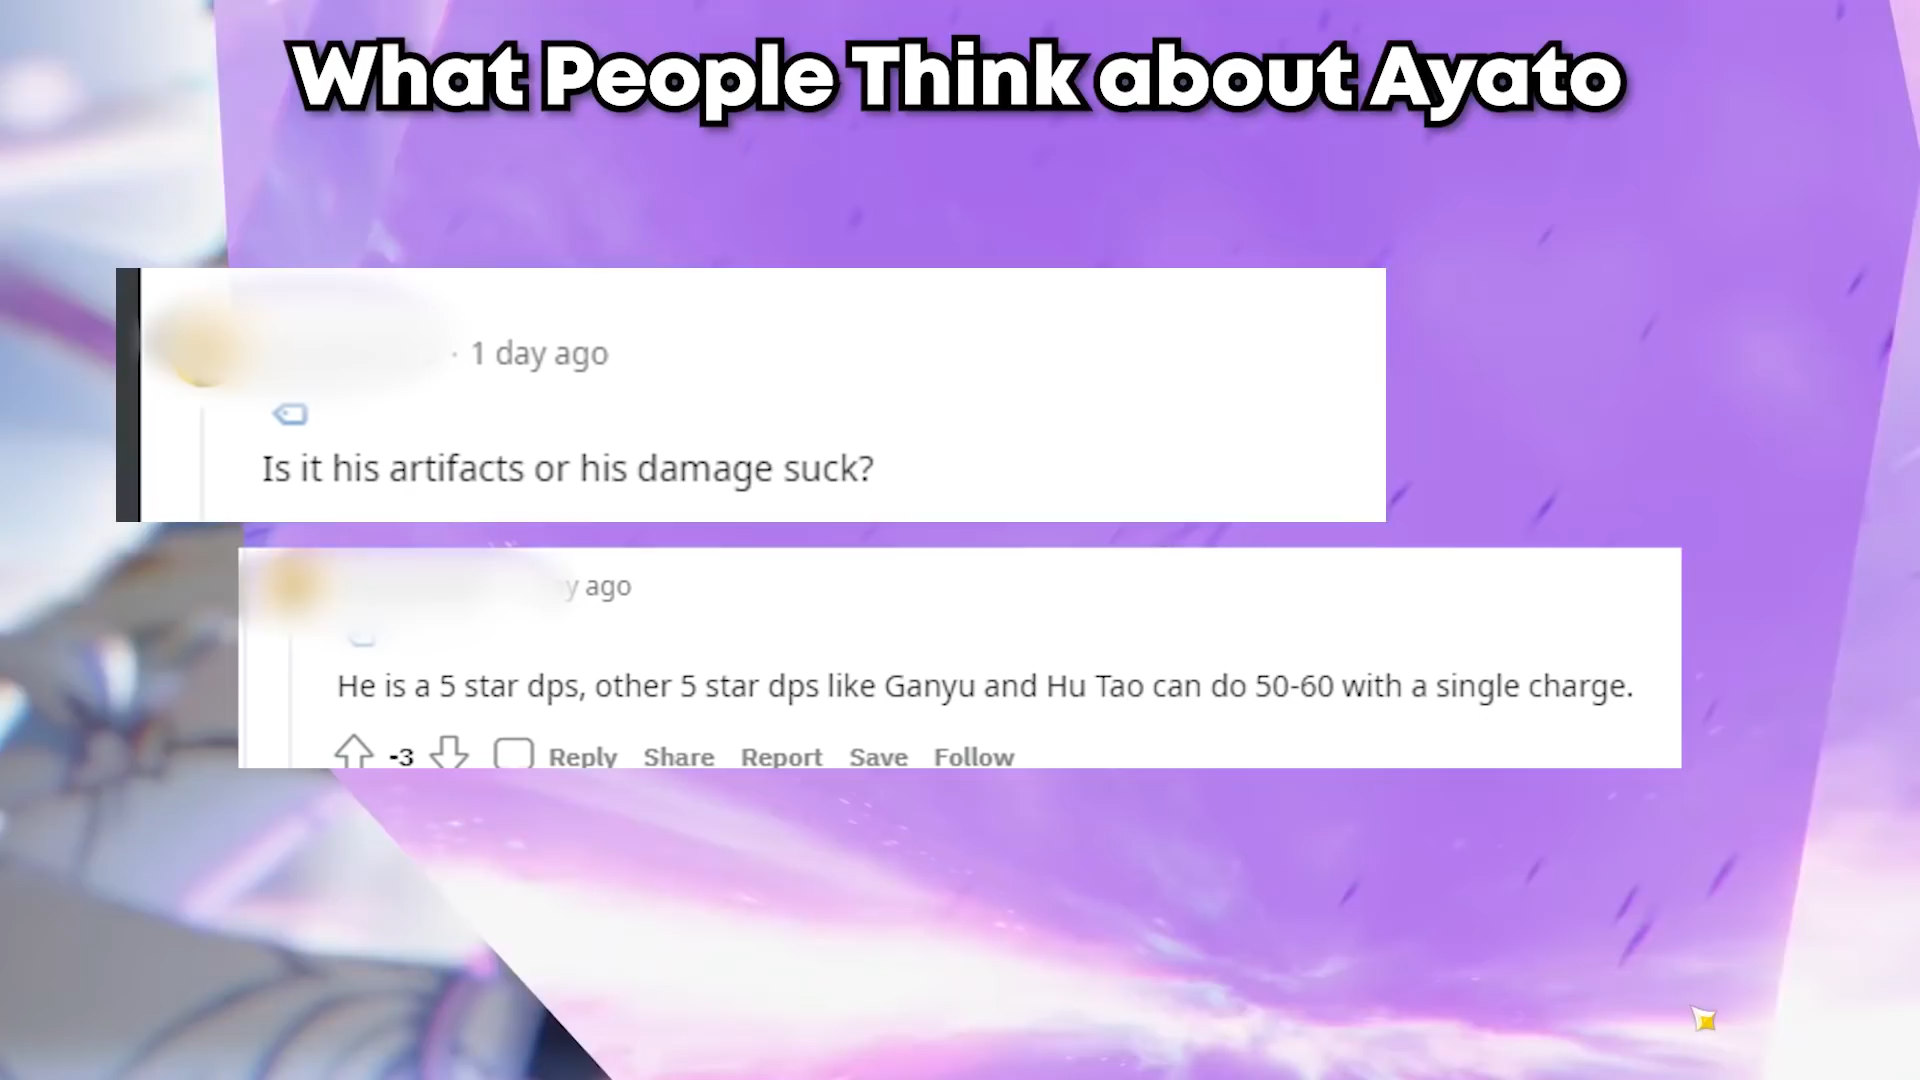 What People Think about Ayato
· 1 day ago
Is it his artifacts or his damage suck?
y ago
He is a 5 star dps, other 5 star dps like Ganyu and Hu Tao can do 50-60 with a single charge.
-3 Reply Share Report Save Follow